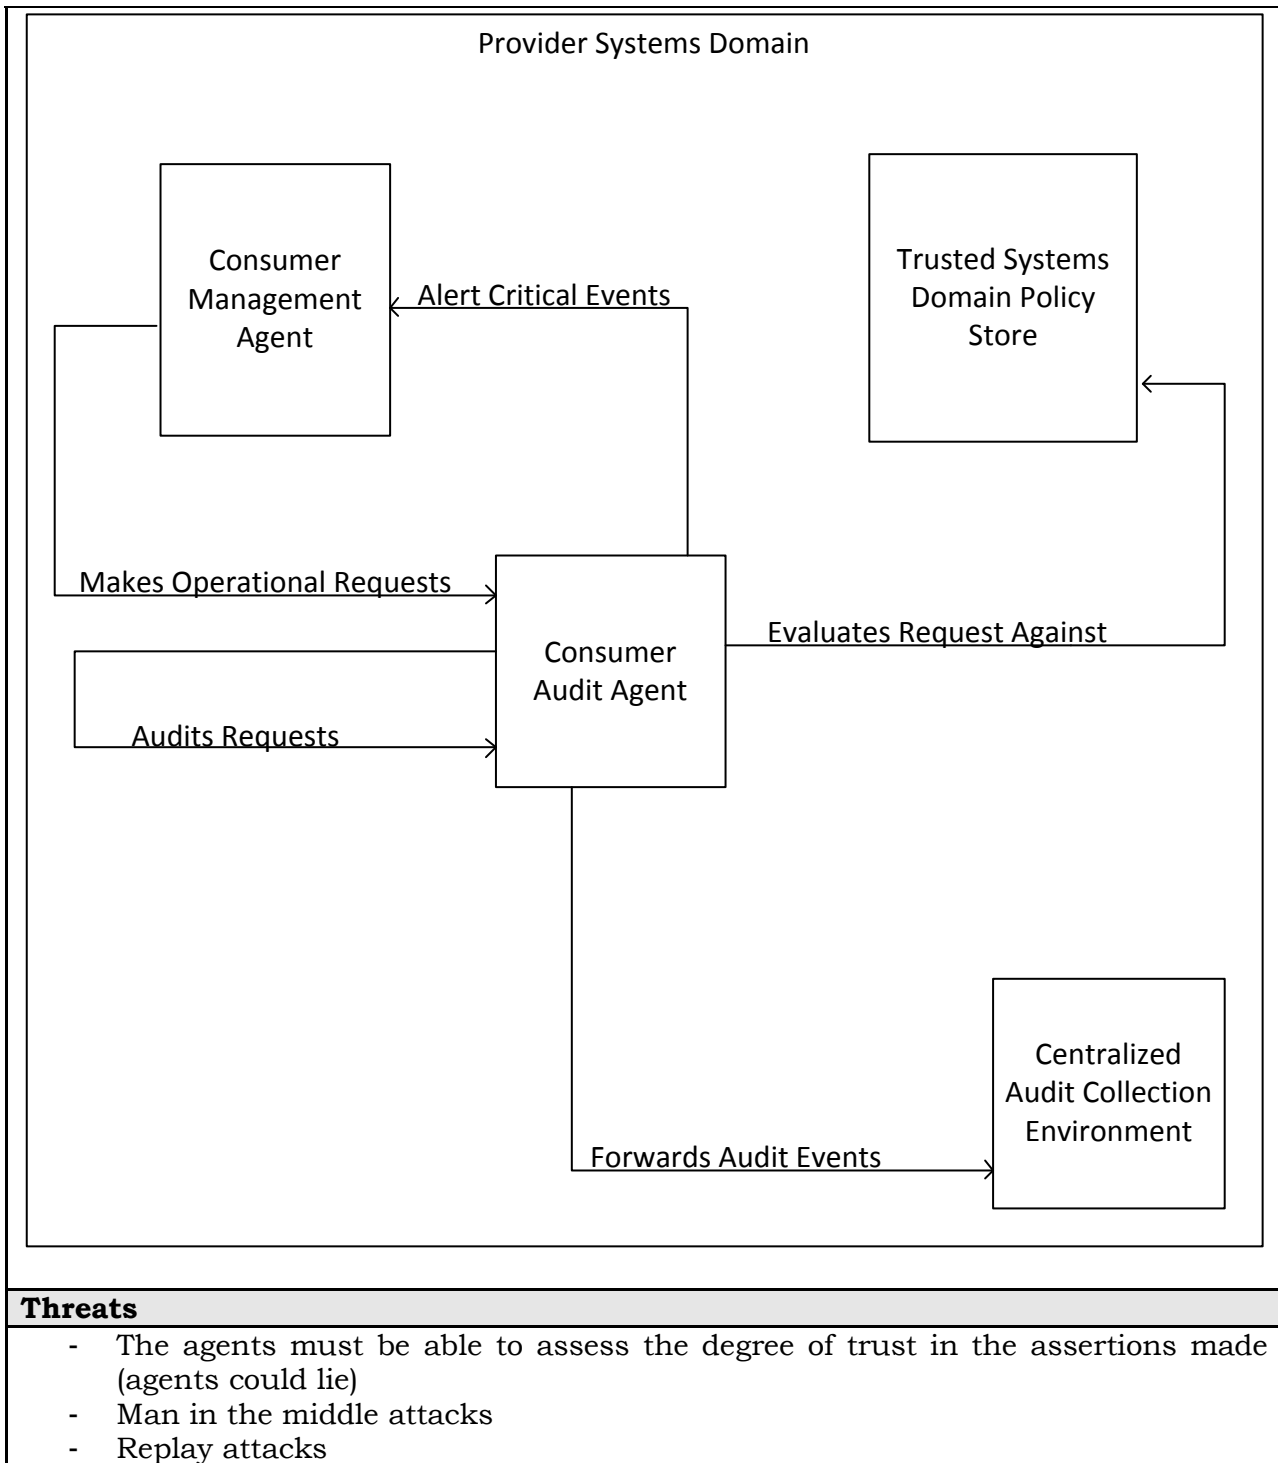 Provider Systems Domain
Consumer
Management
Agent
Alert Critical Events
Trusted Systems
Domain Policy
Store
Makes Operational Requests
Consumer
Audit Agent
Evaluates Request Against
Audits Requests
Centralized
Audit Collection
Environment
Forwards Audit Events
Threats
- The agents must be able to assess the degree of trust in the assertions made
(agents could lie)
- Man in the middle attacks
- Replay attacks